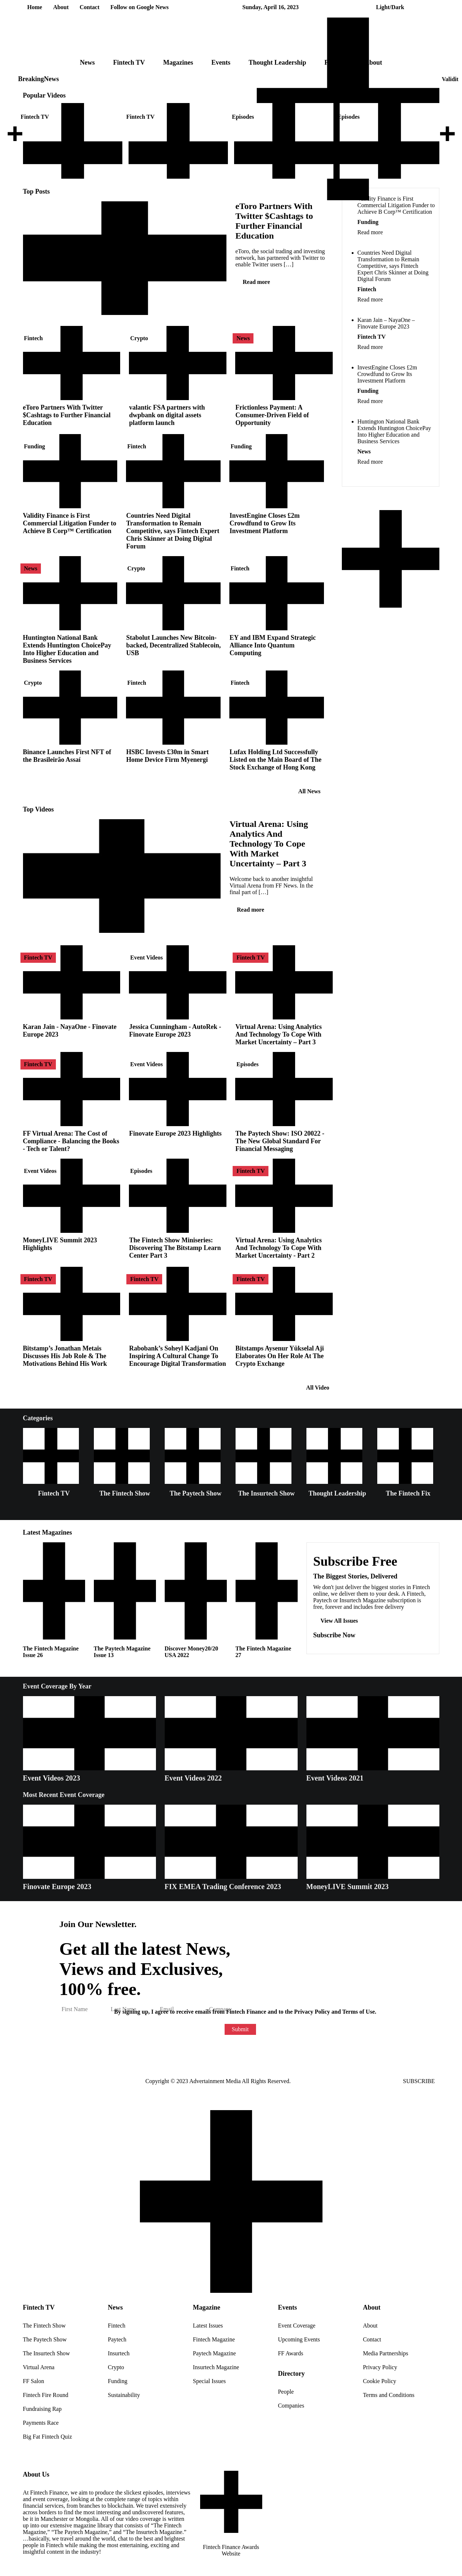 Home About Contact Follow on Google News Sunday, April 16, 2023 Light/Dark
News Fintech TV Magazines Events Thought Leadership
BreakingNews Validit
Popular Videos
Fintech TV Fintech TV Episodes Episodes
Top Posts
eToro Partners With
Twitter $Cashtags to
Further Financial
Education
eToro, the social trading and investing
network, has partnered with Twitter to
enable Twitter users […]
Read more
Fintech Crypto News
eToro Partners With Twitter
$Cashtags to Further Financial
Education
valantic FSA partners with
dwpbank on digital assets
platform launch
Frictionless Payment: A
Consumer-Driven Field of
Opportunity
Funding Fintech Funding
Validity Finance is First
Commercial Litigation Funder to
Achieve B Corp™ Certification
Countries Need Digital
Transformation to Remain
Competitive, says Fintech Expert
Chris Skinner at Doing Digital
Forum
InvestEngine Closes £2m
Crowdfund to Grow Its
Investment Platform
News Crypto Fintech
Huntington National Bank
Extends Huntington ChoicePay
Into Higher Education and
Business Services
Stabolut Launches New Bitcoin-
backed, Decentralized Stablecoin,
USB
EY and IBM Expand Strategic
Alliance Into Quantum
Computing
Crypto Fintech Fintech
Binance Launches First NFT of
the Brasileirão Assaí
HSBC Invests £30m in Smart
Home Device Firm Myenergi
Lufax Holding Ltd Successfully
Listed on the Main Board of The
Stock Exchange of Hong Kong
All News
Validity Finance is First
Commercial Litigation Funder to
Achieve B Corp™ Certification
Funding
Read more
Countries Need Digital
Transformation to Remain
Competitive, says Fintech
Expert Chris Skinner at Doing
Digital Forum
Fintech
Read more
Karan Jain – NayaOne –
Finovate Europe 2023
Fintech TV
Read more
InvestEngine Closes £2m
Crowdfund to Grow Its
Investment Platform
Funding
Read more
Huntington National Bank
Extends Huntington ChoicePay
Into Higher Education and
Business Services
News
Read more
Top Videos
Virtual Arena: Using
Analytics And
Technology To Cope
With Market
Uncertainty – Part 3
Welcome back to another insightful
Virtual Arena from FF News. In the
final part of […]
Read more
Fintech TV Event Videos Fintech TV
Karan Jain - NayaOne - Finovate
Europe 2023
Jessica Cunningham - AutoRek -
Finovate Europe 2023
Virtual Arena: Using Analytics
And Technology To Cope With
Market Uncertainty – Part 3
Fintech TV Event Videos Episodes
FF Virtual Arena: The Cost of
Compliance - Balancing the Books
- Tech or Talent?
Finovate Europe 2023 Highlights
The Paytech Show: ISO 20022 -
The New Global Standard For
Financial Messaging
Event Videos Episodes Fintech TV
MoneyLIVE Summit 2023
Highlights
The Fintech Show Miniseries:
Discovering The Bitstamp Learn
Center Part 3
Virtual Arena: Using Analytics
And Technology To Cope With
Market Uncertainty - Part 2
Fintech TV Fintech TV Fintech TV
Bitstamp’s Jonathan Metais
Discusses His Job Role & The
Motivations Behind His Work
Rabobank’s Soheyl Kadjani On
Inspiring A Cultural Change To
Encourage Digital Transformation
Bitstamps Aysenur Yükselal Aji
Elaborates On Her Role At The
Crypto Exchange
All Video
Categories
Fintech TV The Fintech Show The Paytech Show The Insurtech Show Thought Leadership The Fintech Fix
Latest Magazines
The Fintech Magazine
Issue 26
The Paytech Magazine
Issue 13
Discover Money20/20
USA 2022
The Fintech Magazine
27
Subscribe Free
The Biggest Stories, Delivered
We don't just deliver the biggest stories in Fintech
online, we deliver them to your desk. A Fintech,
Paytech or Insurtech Magazine subscription is
free, forever and includes free delivery
View All Issues
Subscribe Now
Event Coverage By Year
Event Videos 2023 Event Videos 2022 Event Videos 2021
Most Recent Event Coverage
Finovate Europe 2023 FIX EMEA Trading Conference 2023 MoneyLIVE Summit 2023
Join Our Newsletter.
Get all the latest News,
Views and Exclusives,
100% free.
First Name
By signing up, I agree to receive emails from Fintech Finance and to the Privacy Policy and Terms of Use.
Submit
Copyright © 2023 Advertainment Media All Rights Reserved. SUBSCRIBE
Fintech TV
The Fintech Show
The Paytech Show
The Insurtech Show
Virtual Arena
FF Salon
Fintech Fire Round
Fundraising Rap
Payments Race
Big Fat Fintech Quiz
News
Fintech
Paytech
Insurtech
Crypto
Funding
Sustainability
Magazine
Latest Issues
Fintech Magazine
Paytech Magazine
Insurtech Magazine
Special Issues
Events
Event Coverage
Upcoming Events
FF Awards
Directory
People
Companies
About
About
Contact
Media Partnerships
Privacy Policy
Cookie Policy
Terms and Conditions
About Us
At Fintech Finance, we aim to produce the slickest episodes, interviews
and event coverage, looking at the complete range of topics within
financial services, from branches to blockchain. We travel extensively
across borders to find the most interesting and undiscovered features,
be it in Manchester or Mongolia. All of our video coverage is written
up into our extensive magazine library that consists of “The Fintech
Magazine,” “The Paytech Magazine,” and “The Insurtech Magazine.”
…basically, we travel around the world, chat to the best and brightest
people in Fintech while making the most entertaining, exciting and
insightful content in the industry!
Fintech Finance Awards
Website